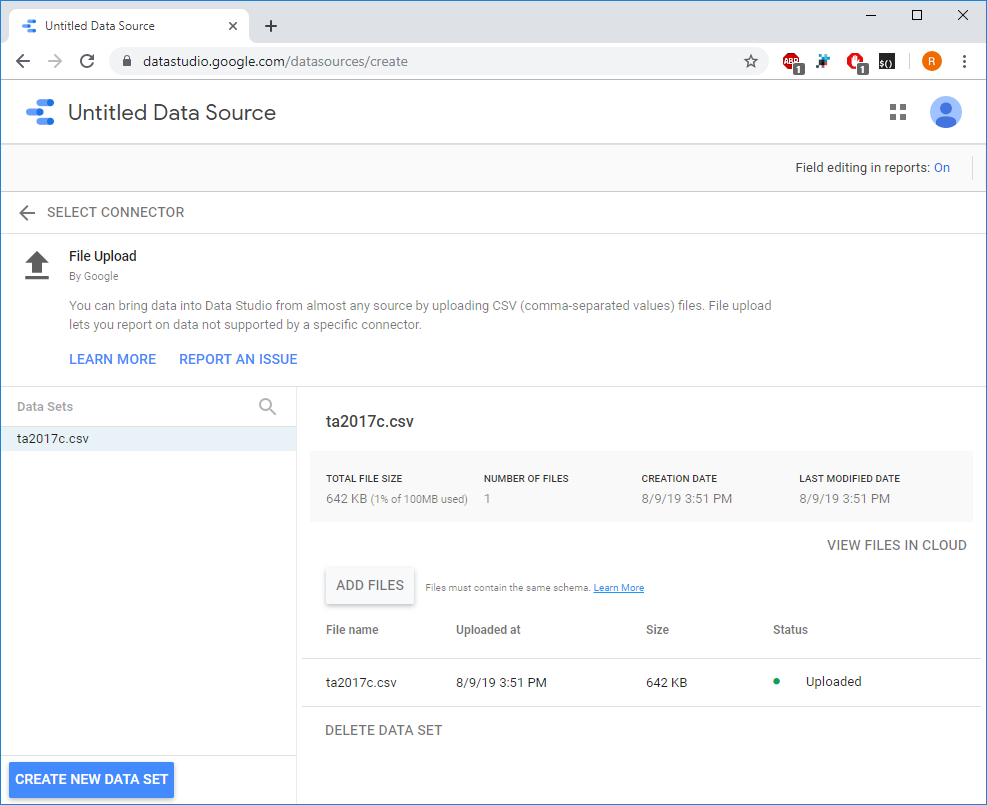 Untitled Data Source
datastudio.google.com/datasources/create
ABP 1
1
$()
R
Untitled Data Source
Field editing in reports: On
SELECT CONNECTOR
File Upload
By Google
You can bring data into Data Studio from almost any source by uploading CSV (comma-separated values) files. File upload
lets you report on data not supported by a specific connector.
LEARN MORE REPORT AN ISSUE
Data Sets
ta2017c.csv
ta2017c.csv
TOTAL FILE SIZE NUMBER OF FILES CREATION DATE LAST MODIFIED DATE
642 KB (1% of 100MB used) 1 8/9/19 3:51 PM 8/9/19 3:51 PM
VIEW FILES IN CLOUD
ADD FILES Files must contain the same schema. Learn More
File name Uploaded at Size Status
ta2017c.csv 8/9/19 3:51 PM 642 KB Uploaded
DELETE DATA SET
CREATE NEW DATA SET